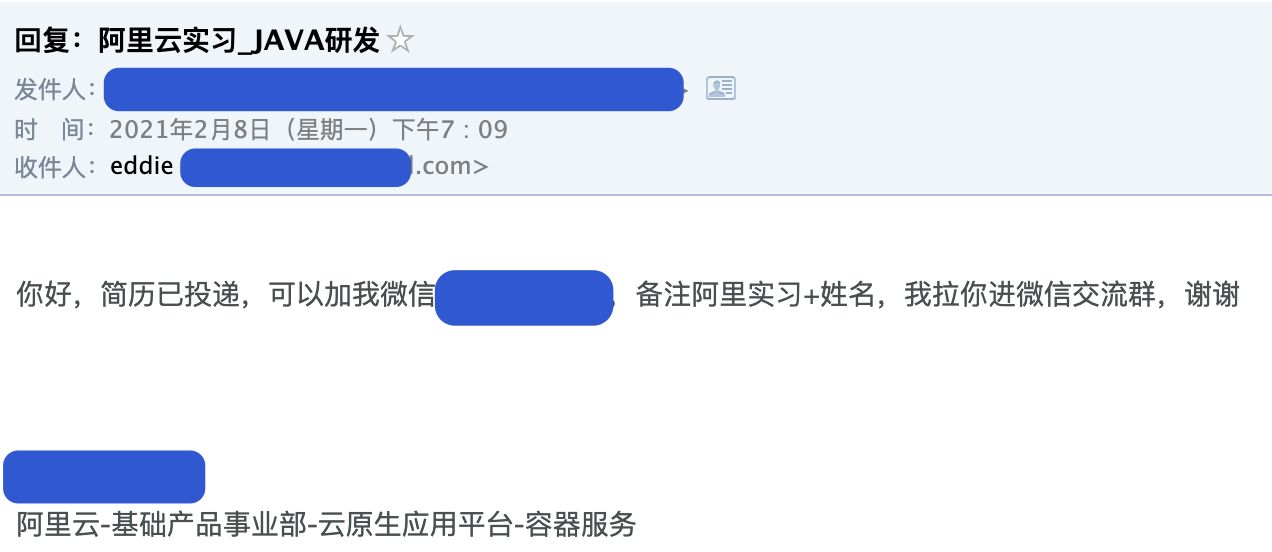 回复：阿里云实习_JAVA研发
发件人：
时 间： 2021年2月8日（星期一）下午7：09
收件人： eddie .com>
你好，简历已投递，可以加我微信 备注阿里实习+姓名，我拉你进微信交流群，谢谢
阿里云-基础产品事业部-云原生应用平台-容器服务